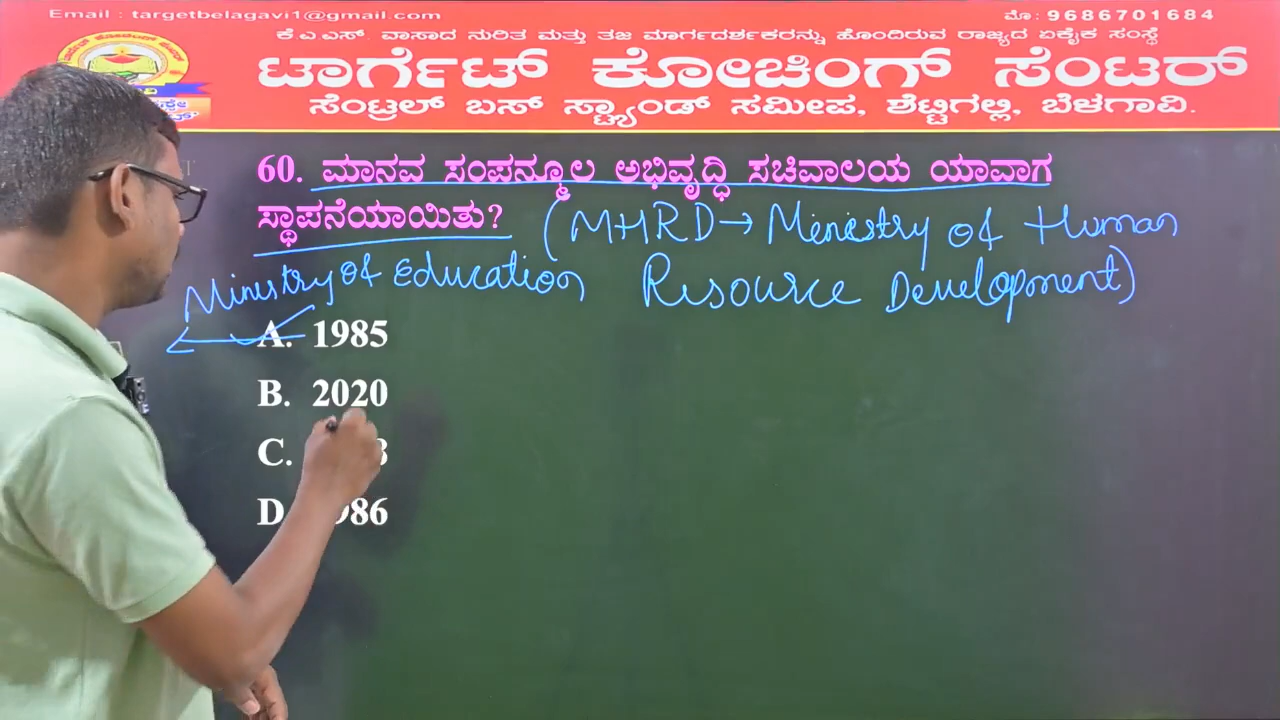 Email : targetbelagavi1@gmail.com
ಮೊ: 9686701684
ಕೆ.ಎ.ಎಸ್. ಪಾಸಾದ ನುರಿತ ಮತ್ತು ತಜ್ಞ ಮಾರ್ಗದರ್ಶಕರನ್ನು ಹೊಂದಿರುವ ರಾಜ್ಯದ ಏಕೈಕ ಸಂಸ್ಥೆ
ಟಾರ್ಗೆಟ್ ಕೋಚಿಂಗ್ ಸೆಂಟರ್
ಸೆಂಟ್ರಲ್ ಬಸ್ ಸ್ಟ್ಯಾಂಡ್ ಸಮೀಪ, ಶೆಟ್ಟಿಗಲ್ಲಿ, ಬೆಳಗಾವಿ.
60. ಮಾನವ ಸಂಪನ್ಮೂಲ ಅಭಿವೃದ್ಧಿ ಸಚಿವಾಲಯ ಯಾವಾಗ
ಸ್ಥಾಪನೆಯಾಯಿತು? (MHRD→ Ministry of Human
Resource Development)
Ministry of Education
A. 1985
B. 2020
C.
D. 986